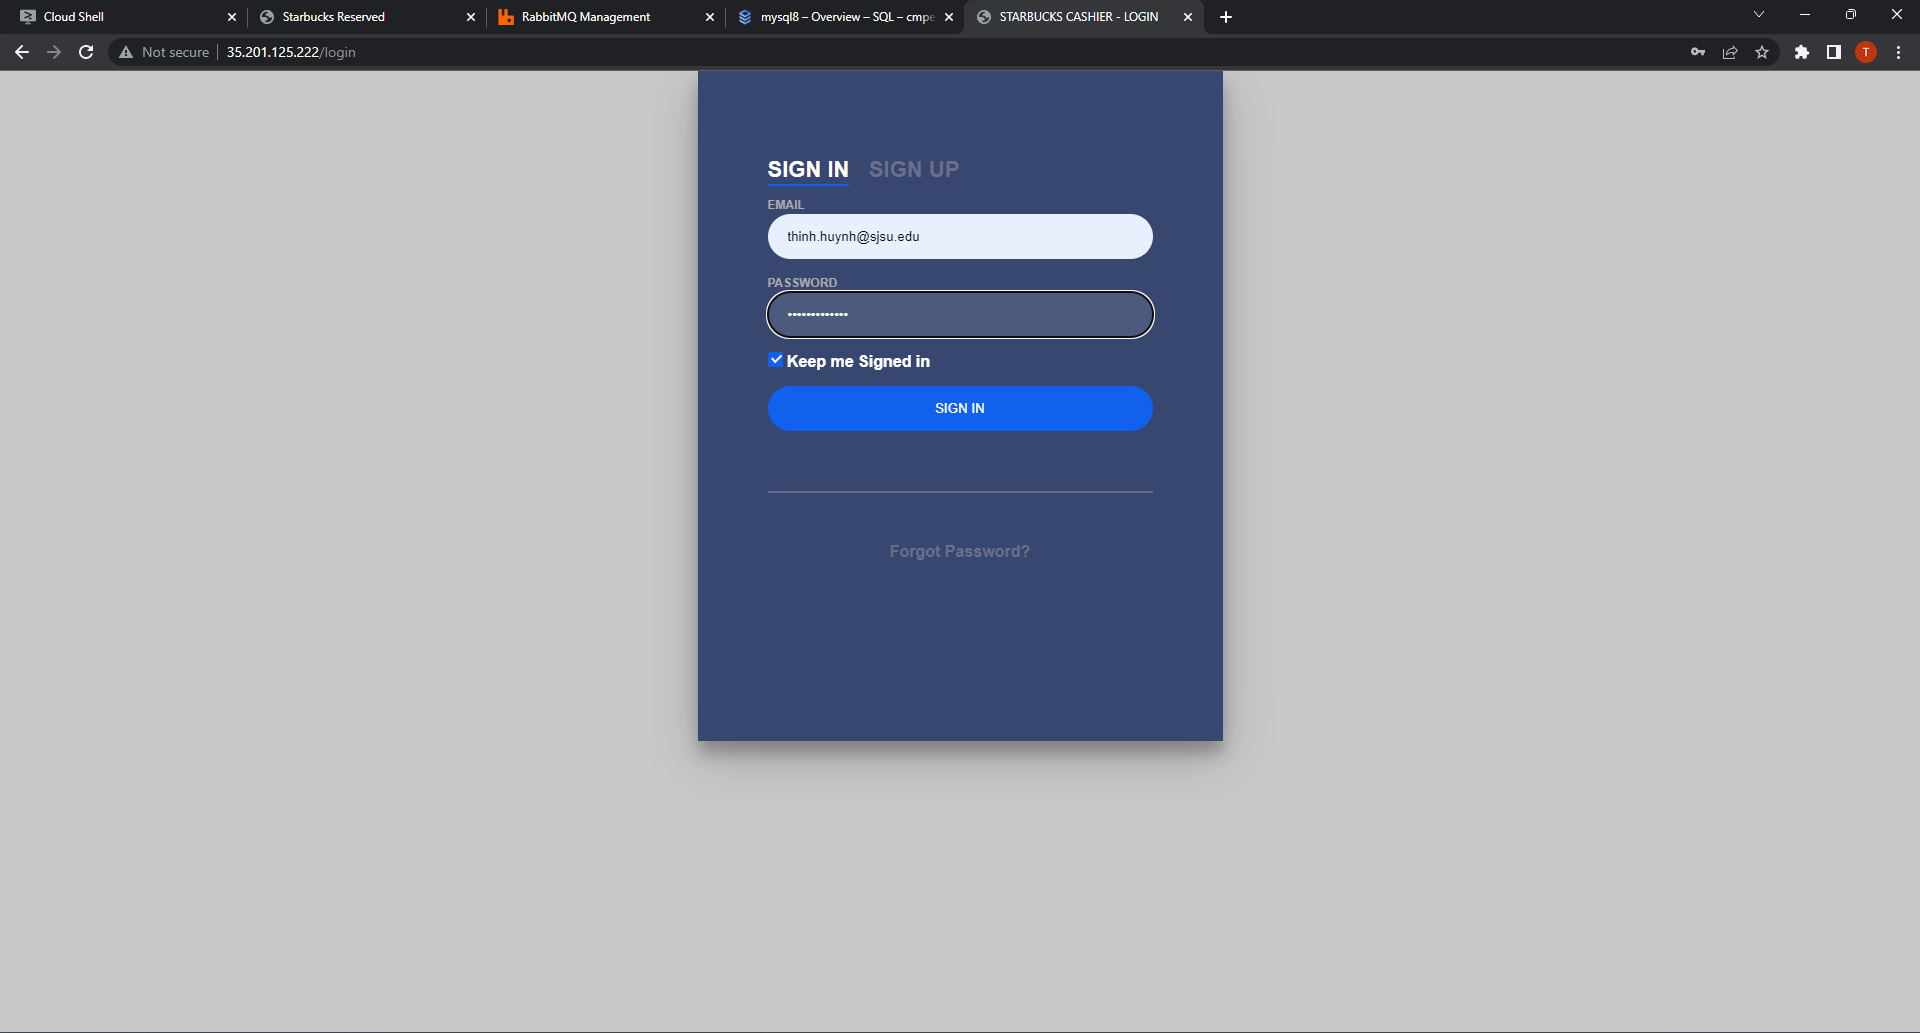 Cloud Shell
Starbucks Reserved
RabbitMQ Management
mysql8 – Overview – SQL – cmpe
STARBUCKS CASHIER - LOGIN
Not secure
35.201.125.222/login
T
SIGN IN SIGN UP
EMAIL
thinh.huynh@sjsu.edu
PASSWORD
•••••••••••••
Keep me Signed in
SIGN IN
Forgot Password?